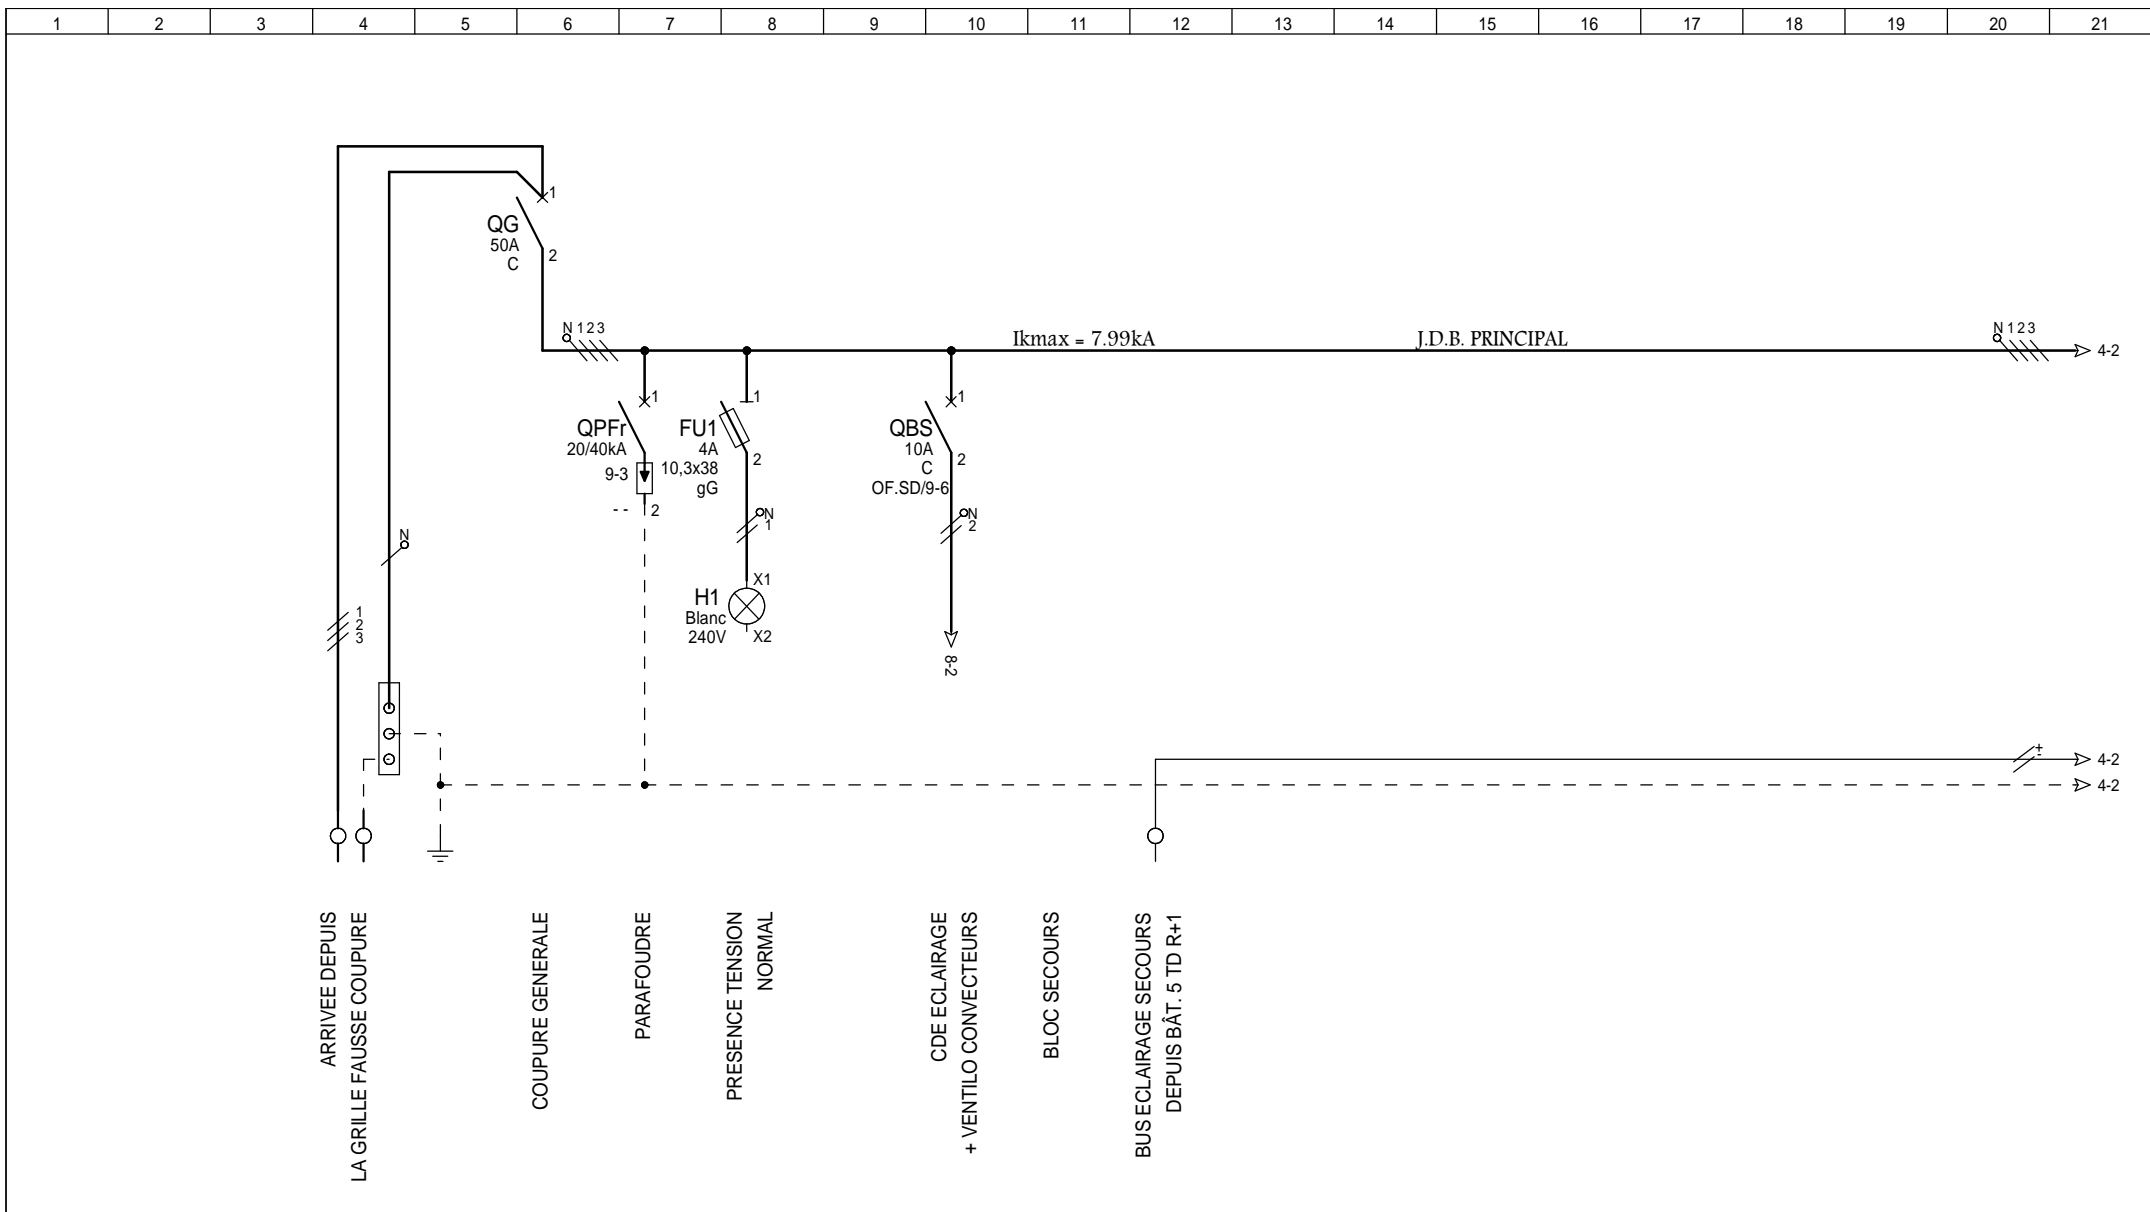 1 2 3 4 5 6 7 8 9 10 11 12 13 14 15 16 17 18 19 20 21
1
QG
50A
C
2
N 1 2 3
Ikmax = 7.99kA
J.D.B. PRINCIPAL
N 1 2 3
4-2
1
QPFr
20/40kA
9-3
- - 2
1
FU1
4A
10,3x38
gG
2
N
1
X1
H1
Blanc
240V
X2
1
QBS
10A
C
OF.SD/9-6
2
N
2
8-2
N
1
2
3
+
-
4-2
4-2
ARRIVEE DEPUIS
LA GRILLE FAUSSE COUPURE
COUPURE GENERALE
PARAFOUDRE
PRESENCE TENSION
NORMAL
CDE ECLAIRAGE
+ VENTILO CONVECTEURS
BLOC SECOURS
BUS ECLAIRAGE SECOURS
DEPUIS BÂT. 5 TD R+1